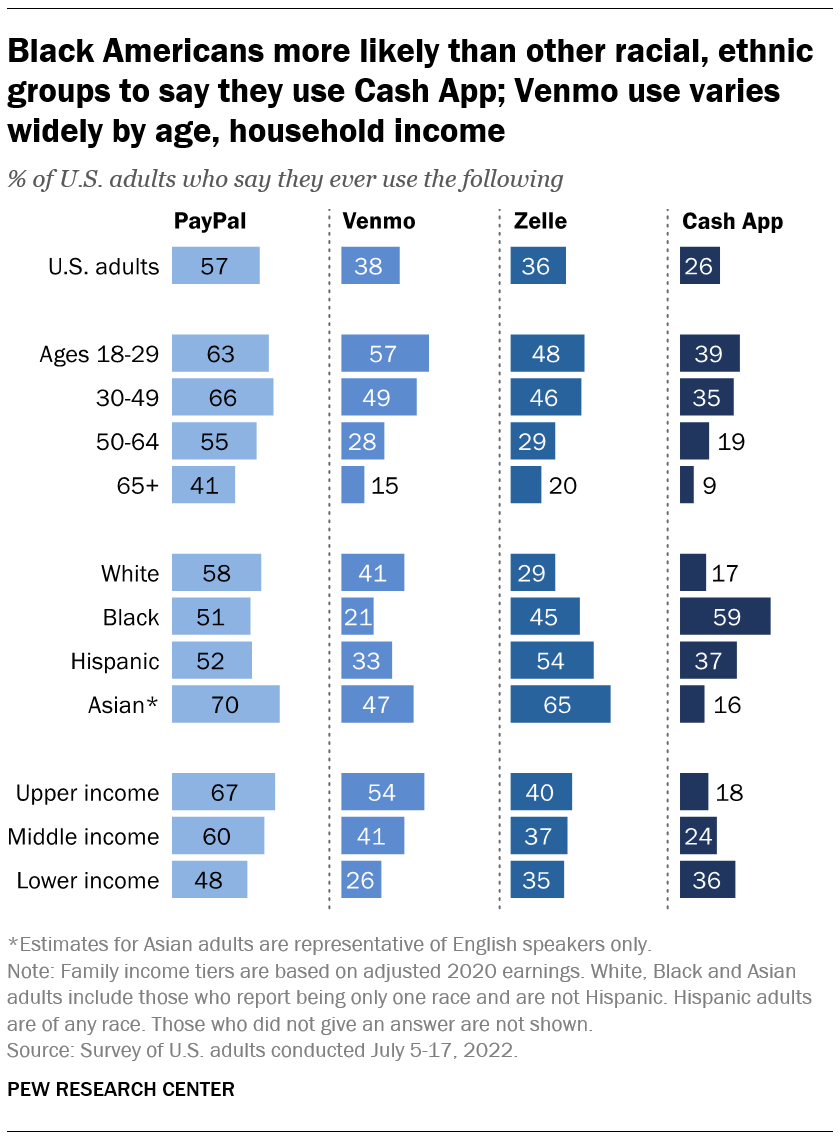 Black Americans more likely than other racial, ethnic
groups to say they use Cash App; Venmo use varies
widely by age, household income
% of U.S. adults who say they ever use the following
PayPal Venmo Zelle Cash App
U.S. adults 57 38 36 26
Ages 18-29 63 57 48 39
30-49 66 49 46 35
50-64 55 28 29 19
65+ 41 15 20 9
White 58 41 29 17
Black 51 21 45 59
Hispanic 52 33 54 37
Asian* 70 47 65 16
Upper income 67 54 40 18
Middle income 60 41 37 24
Lower income 48 26 35 36
*Estimates for Asian adults are representative of English speakers only.
Note: Family income tiers are based on adjusted 2020 earnings. White, Black and Asian
adults include those who report being only one race and are not Hispanic. Hispanic adults
are of any race. Those who did not give an answer are not shown.
Source: Survey of U.S. adults conducted July 5-17, 2022.
PEW RESEARCH CENTER